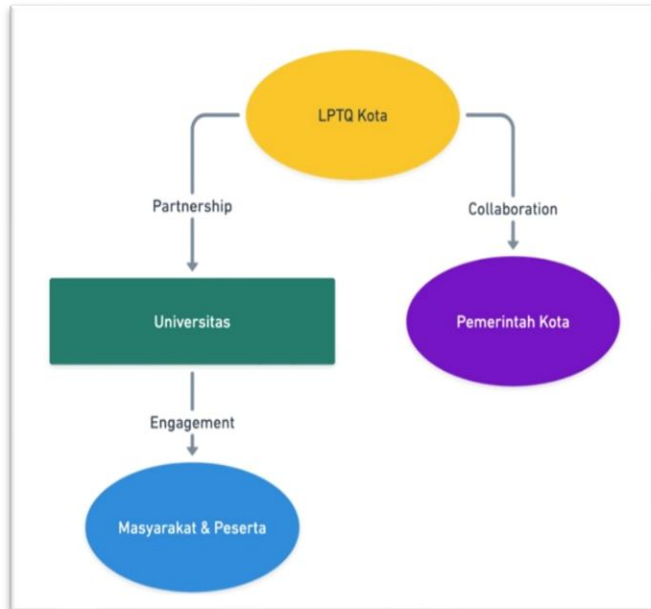 LPTQ Kota
Partnership
Collaboration
Universitas
Pemerintah Kota
Engagement
Masyarakat & Peserta